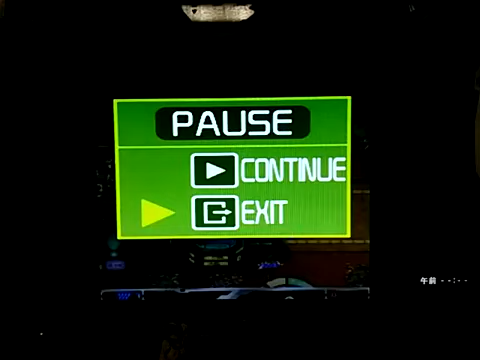 PAUSE
CONTINUE
EXIT
午前 --:--